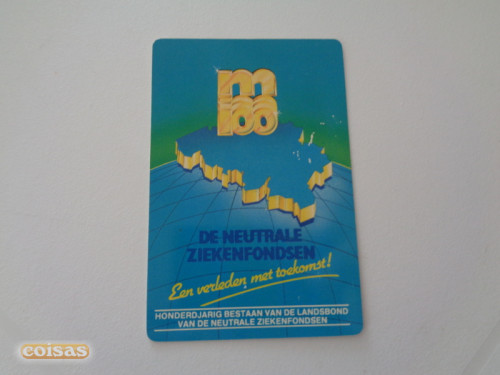 m
100
DE NEUTRALE
ZIEKENFONDSEN
Een verleden met toekomst!
HONDERDJARIG BESTAAN VAN DE LANDSBOND
VAN DE NEUTRALE ZIEKENFONDSEN
coisas